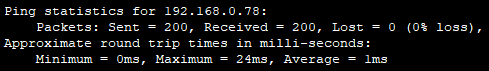 Ping statistics for 192.168.0.78:
    Packets: Sent = 200, Received = 200, Lost = 0 (0% loss),
Approximate round trip times in milli-seconds:
    Minimum = 0ms, Maximum = 24ms, Average = 1ms